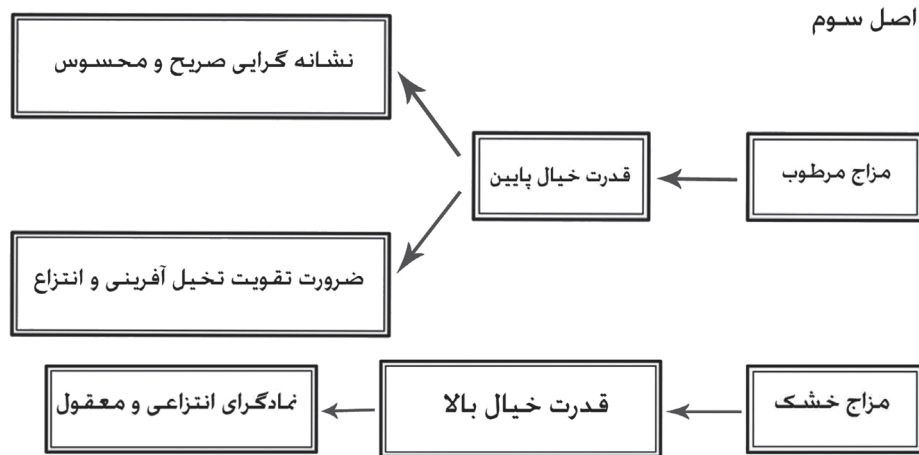 اصل سوم
نشانه گرایی صریح و محسوس
مزاج مرطوب
قدرت خیال پایین
ضرورت تقویت تخیل آفرینی و انتزاع
مزاج خشک
قدرت خیال بالا
نمادگرای انتزاعی و معقول